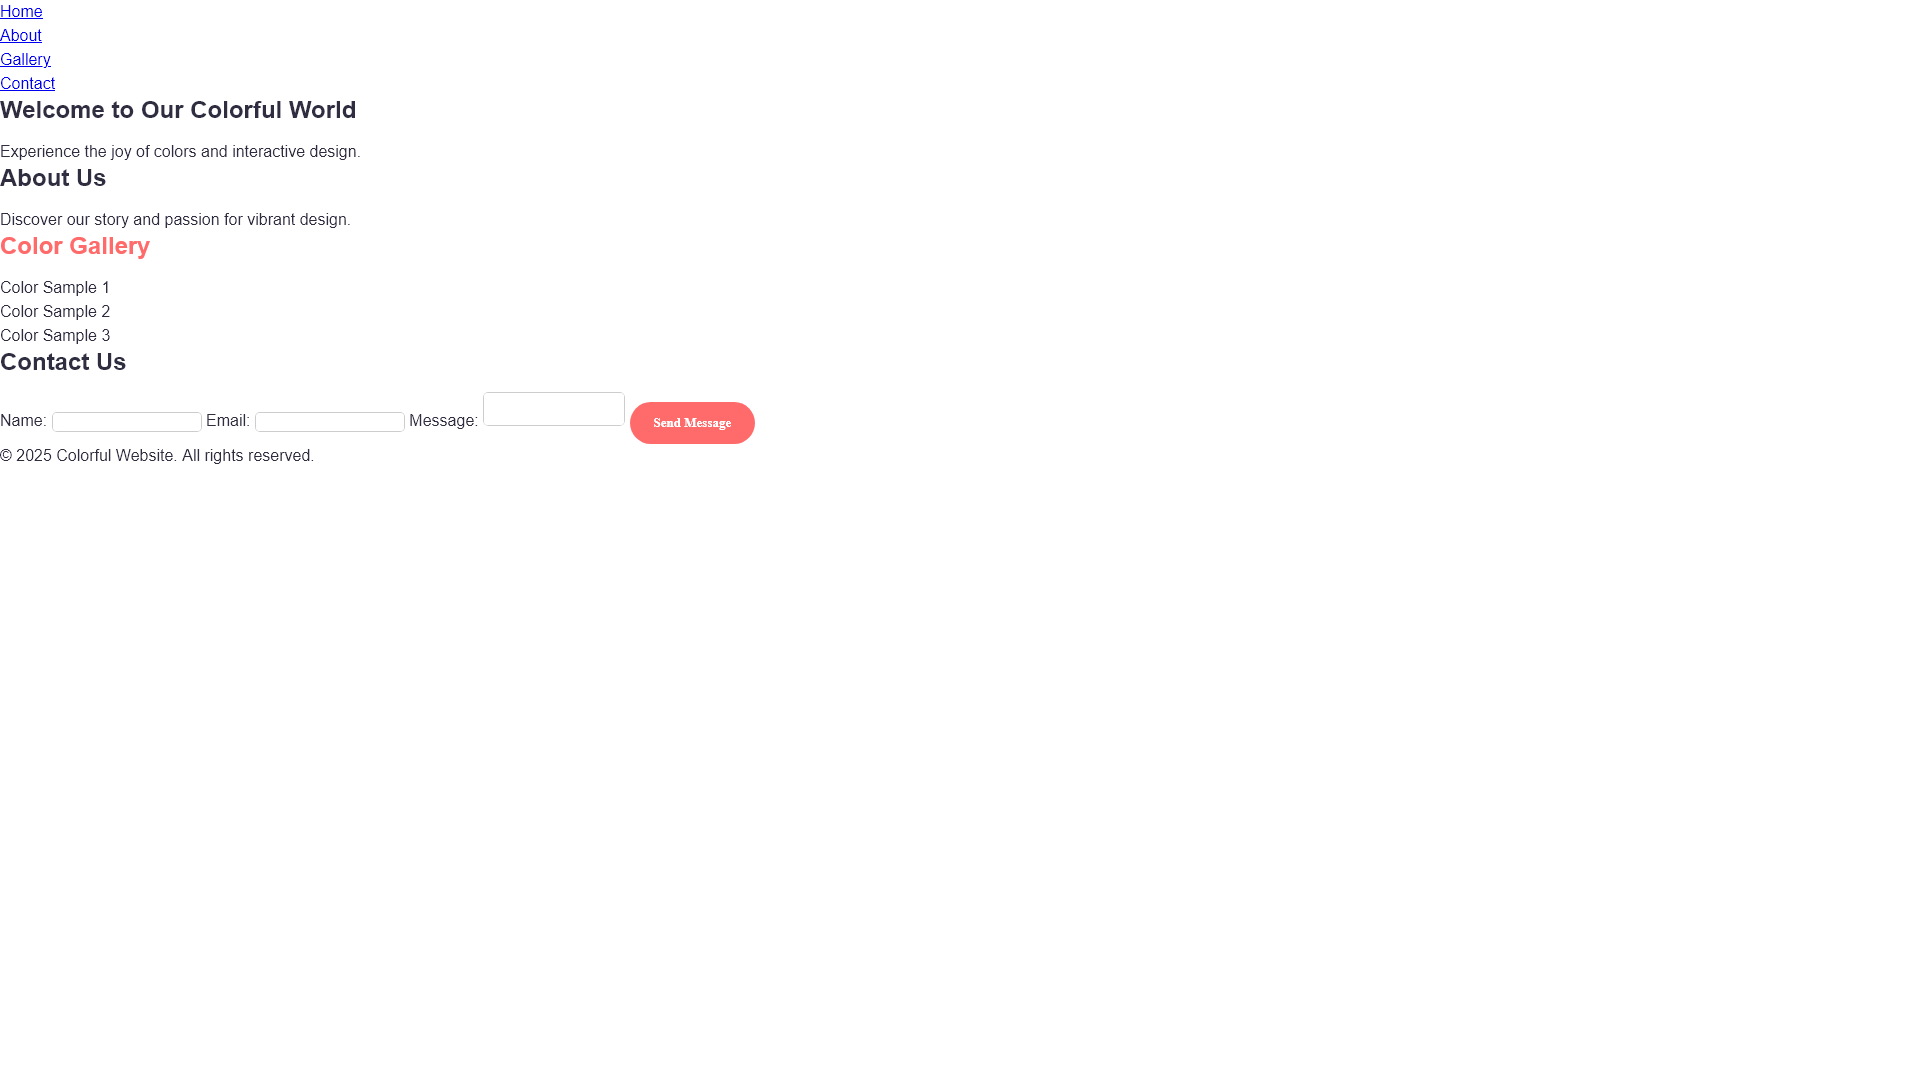 Home
About
Gallery
Contact
Welcome to Our Colorful World
Experience the joy of colors and interactive design.
About Us
Discover our story and passion for vibrant design.
Color Gallery
Color Sample 1
Color Sample 2
Color Sample 3
Contact Us
Name: Email: Message: Send Message
© 2025 Colorful Website. All rights reserved.